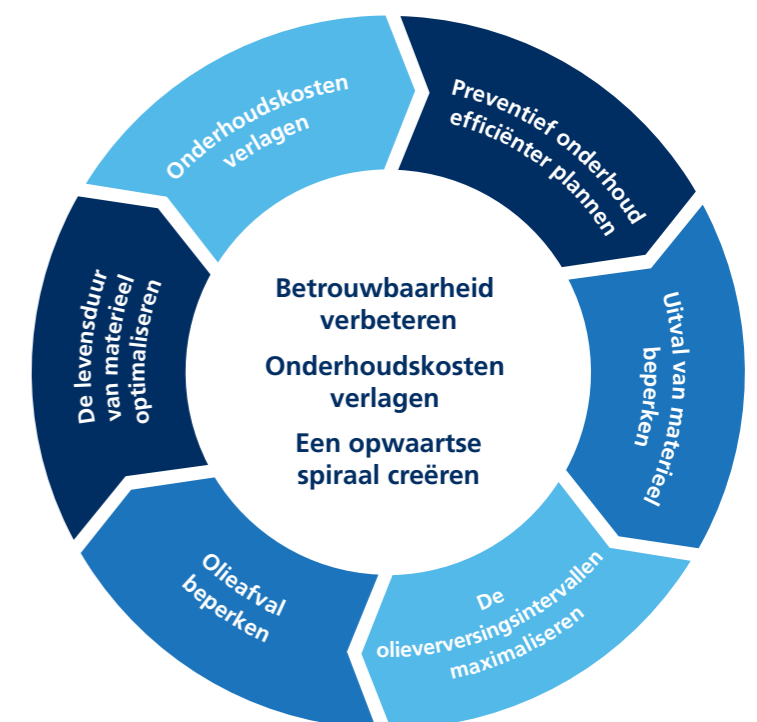 Onderhoudskosten
verlagen
Preventief onderhoud
efficiënter plannen
Uitval van materieel
beperken
De
olieverversingsintervallen
maximaliseren
Olieafval
beperken
De levensduur
van materieel
optimaliseren
Betrouwbaarheid
verbeteren
Onderhoudskosten
verlagen
Een opwaartse
spiraal creëren